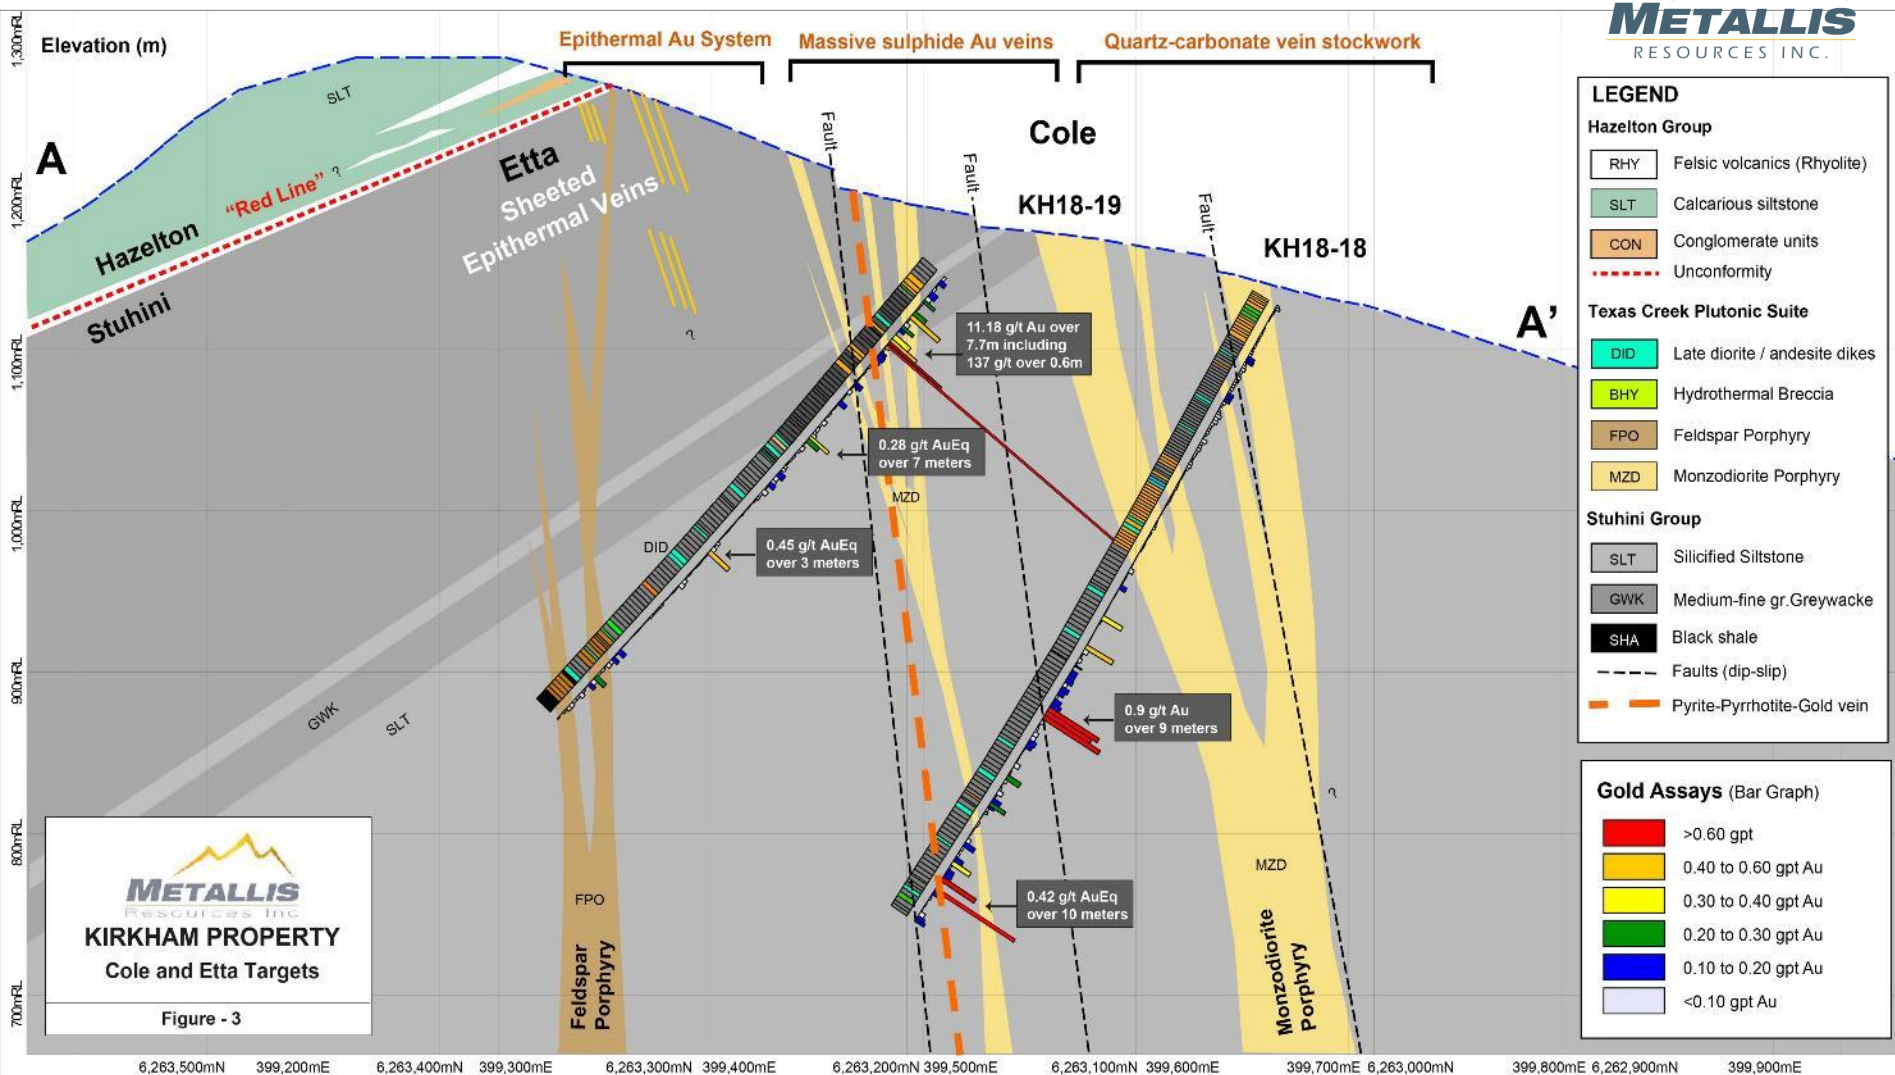 METALLIS
RESOURCES INC.
Elevation (m)
Epithermal Au System
Massive sulphide Au veins
Quartz-carbonate vein stockwork
1,300mRL
1,200mRL
1,100mRL
1,000mRL
900mRL
800mRL
700mRL
A
A’
SLT
?
“Red Line”
Hazelton
Stuhini
Etta
Sheeted
Epithermal Veins
?
Fault
Fault
Fault
Cole
KH18-19
KH18-18
11.18 g/t Au over
7.7m including
137 g/t over 0.6m
0.28 g/t AuEq
over 7 meters
MZD
DID
0.45 g/t AuEq
over 3 meters
GWK
SLT
0.9 g/t Au
over 9 meters
?
0.42 g/t AuEq
over 10 meters
FPO
MZD
Feldspar
Porphyry
Monzodiorite
Porphyry
METALLIS
Resources Inc
KIRKHAM PROPERTY
Cole and Etta Targets
Figure - 3
LEGEND
Hazelton Group
RHY Felsic volcanics (Rhyolite)
SLT Calcarious siltstone
CON Conglomerate units
Unconformity
Texas Creek Plutonic Suite
DID Late diorite / andesite dikes
BHY Hydrothermal Breccia
FPO Feldspar Porphyry
MZD Monzodiorite Porphyry
Stuhini Group
SLT Silicified Siltstone
GWK Medium-fine gr.Greywacke
SHA Black shale
Faults (dip-slip)
Pyrite-Pyrrhotite-Gold vein
Gold Assays (Bar Graph)
>0.60 gpt
0.40 to 0.60 gpt Au
0.30 to 0.40 gpt Au
0.20 to 0.30 gpt Au
0.10 to 0.20 gpt Au
<0.10 gpt Au
6,263,500mN 399,200mE 6,263,400mN 399,300mE 6,263,300mN 399,400mE 6,263,200mN 399,500mE 6,263,100mN 399,600mE 399,700mE 6,263,000mN 399,800mE 6,262,900mN 399,900mE